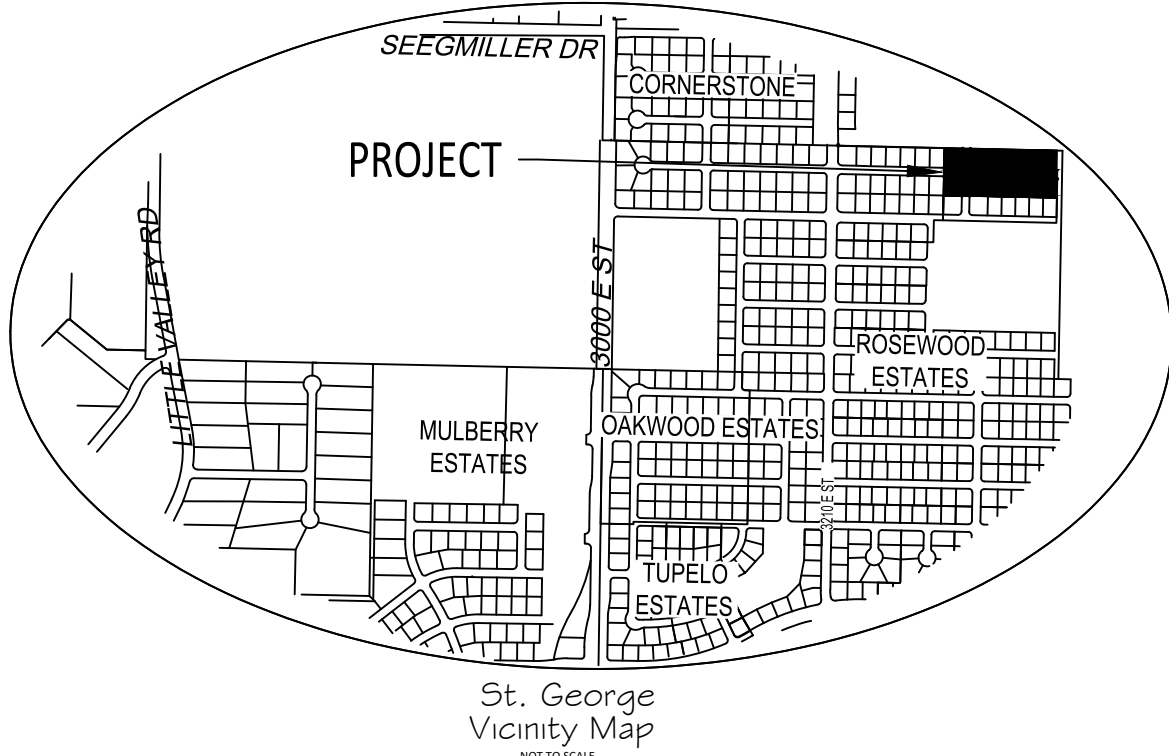 SEEGMILLER DR
CORNERSTONE
PROJECT
LITTLE VALLEY RD
3000 E ST
ROSEWOOD
ESTATES
MULBERRY
ESTATES
OAKWOOD ESTATES
3210 E ST
TUPELO
ESTATES
St. George
Vicinity Map
NOT TO SCALE